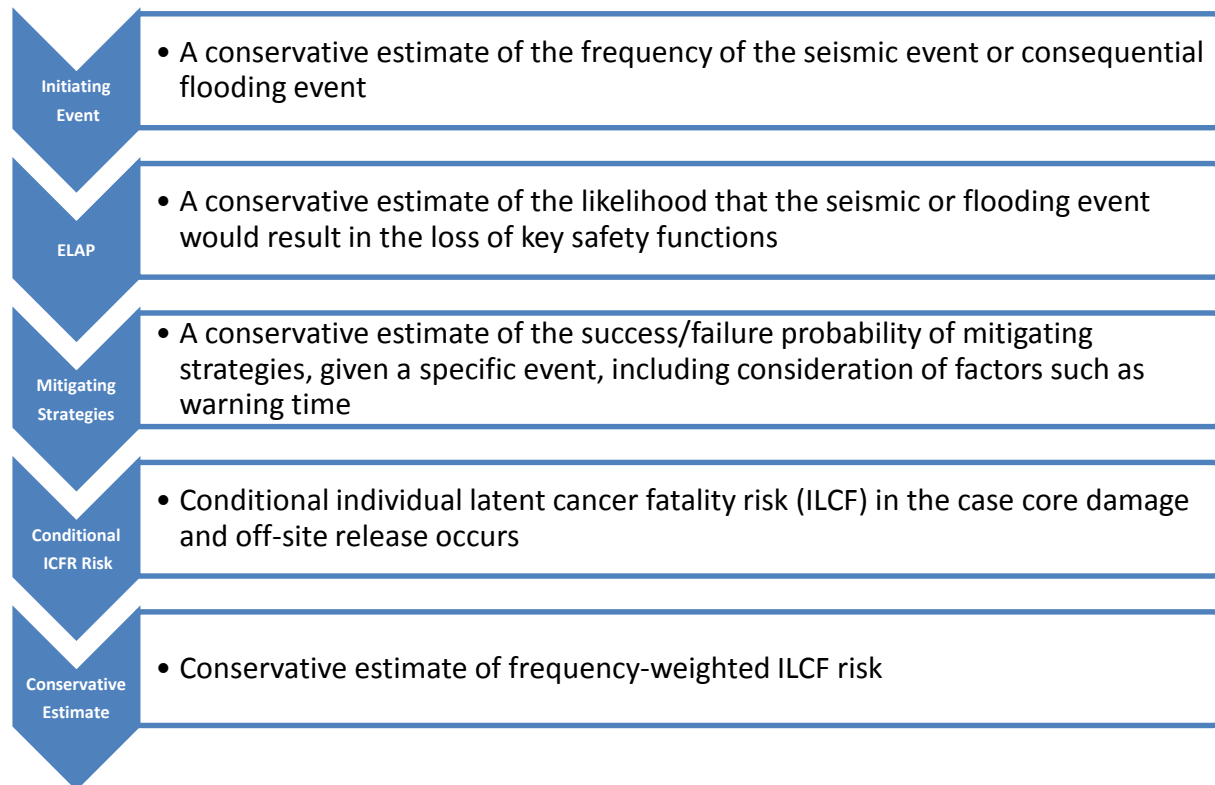 Initiating
Event
• A conservative estimate of the frequency of the seismic event or consequential
flooding event
ELAP
• A conservative estimate of the likelihood that the seismic or flooding event
would result in the loss of key safety functions
Mitigating
Strategies
• A conservative estimate of the success/failure probability of mitigating
strategies, given a specific event, including consideration of factors such as
warning time
Conditional
ICFR Risk
• Conditional individual latent cancer fatality risk (ILCF) in the case core damage
and off-site release occurs
Conservative
Estimate
• Conservative estimate of frequency-weighted ILCF risk